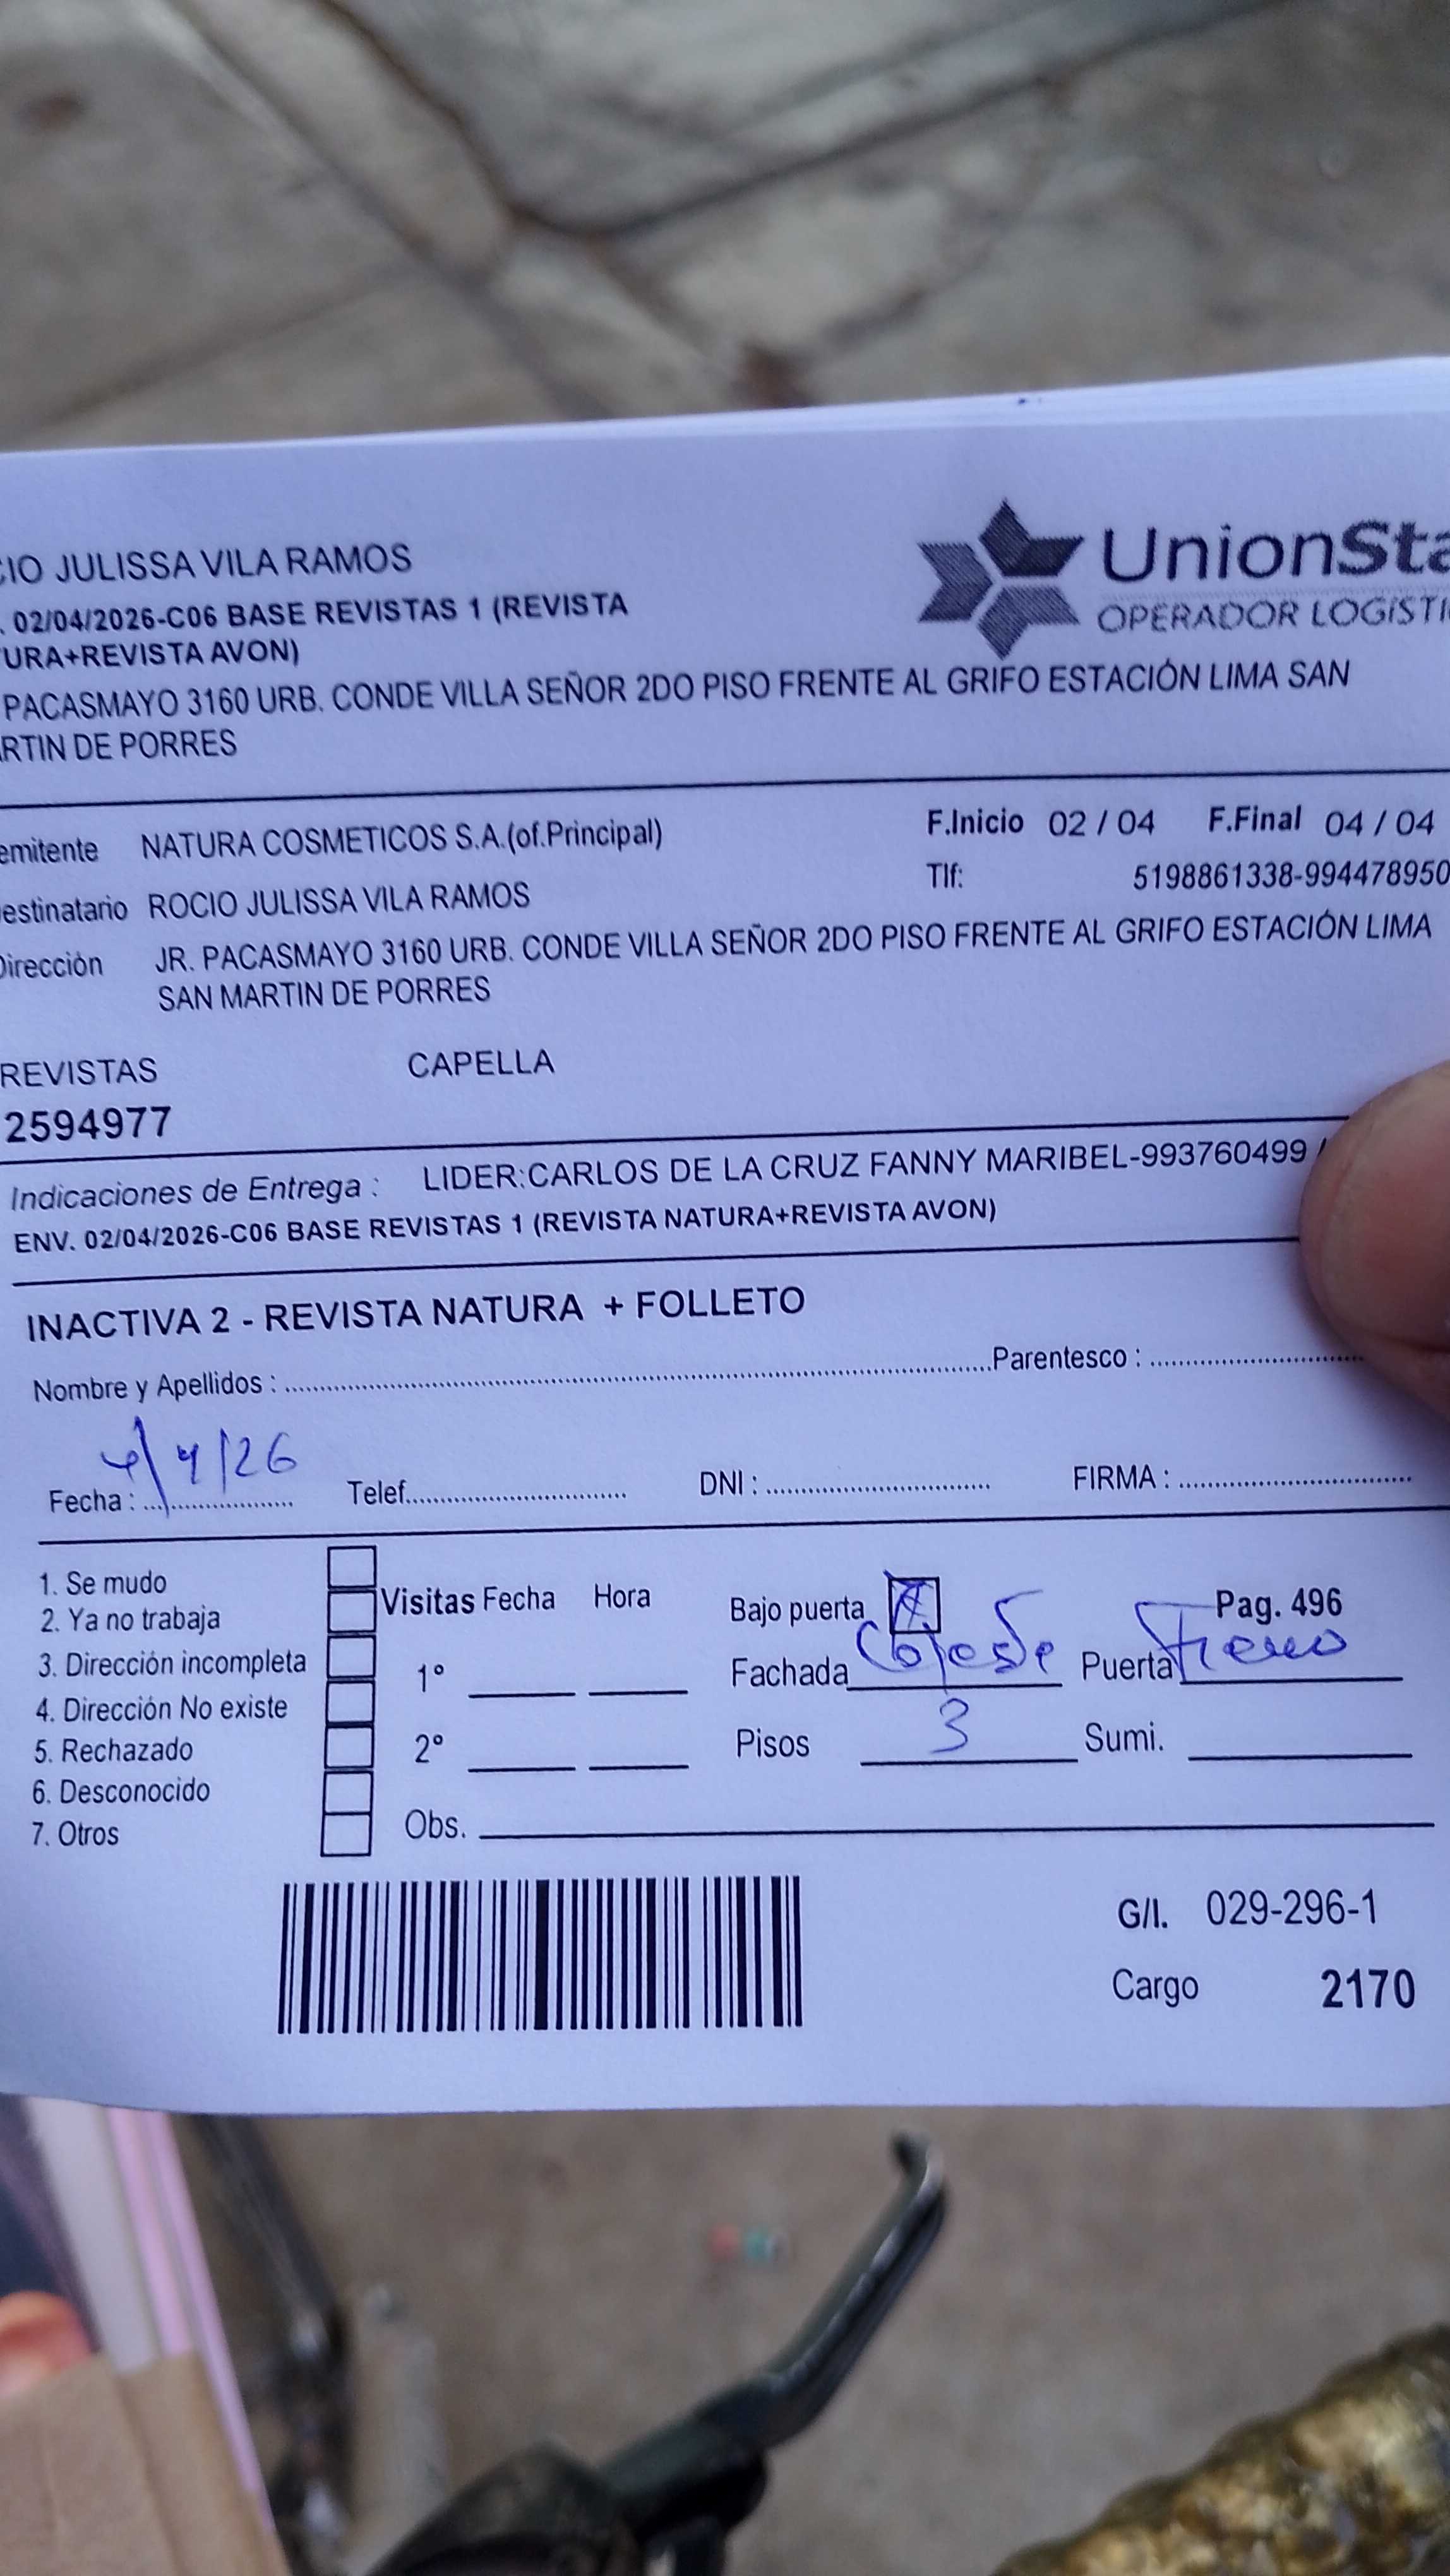 CIO JULISSA VILA RAMOS
. 02/04/2026-C06 BASE REVISTAS 1 (REVISTA
URA+REVISTA AVON)
PACASMAYO 3160 URB. CONDE VILLA SEÑOR 2DO PISO FRENTE AL GRIFO ESTACIÓN LIMA SAN
RTIN DE PORRES
UnionSta
OPERADOR LOGíSTI
emitente NATURA COSMETICOS S.A.(of.Principal)
F.Inicio 02 / 04 F.Final 04 / 04
Tlf: 5198861338-994478950
estinatario ROCIO JULISSA VILA RAMOS
Dirección JR. PACASMAYO 3160 URB. CONDE VILLA SEÑOR 2DO PISO FRENTE AL GRIFO ESTACIÓN LIMA
SAN MARTIN DE PORRES
REVISTAS CAPELLA
2594977
Indicaciones de Entrega : LIDER:CARLOS DE LA CRUZ FANNY MARIBEL-993760499 /
ENV. 02/04/2026-C06 BASE REVISTAS 1 (REVISTA NATURA+REVISTA AVON)
INACTIVA 2 - REVISTA NATURA + FOLLETO
Nombre y Apellidos : Parentesco :
Fecha : 4/4/26 Telef. DNI : FIRMA :
1. Se mudo
2. Ya no trabaja
3. Dirección incompleta
4. Dirección No existe
5. Rechazado
6. Desconocido
7. Otros
Visitas Fecha Hora
1°
2°
Obs.
Bajo puerta X Pag. 496
Fachada Celeste Puerta Fierro
Pisos 3 Sumi.
G/I. 029-296-1
Cargo 2170